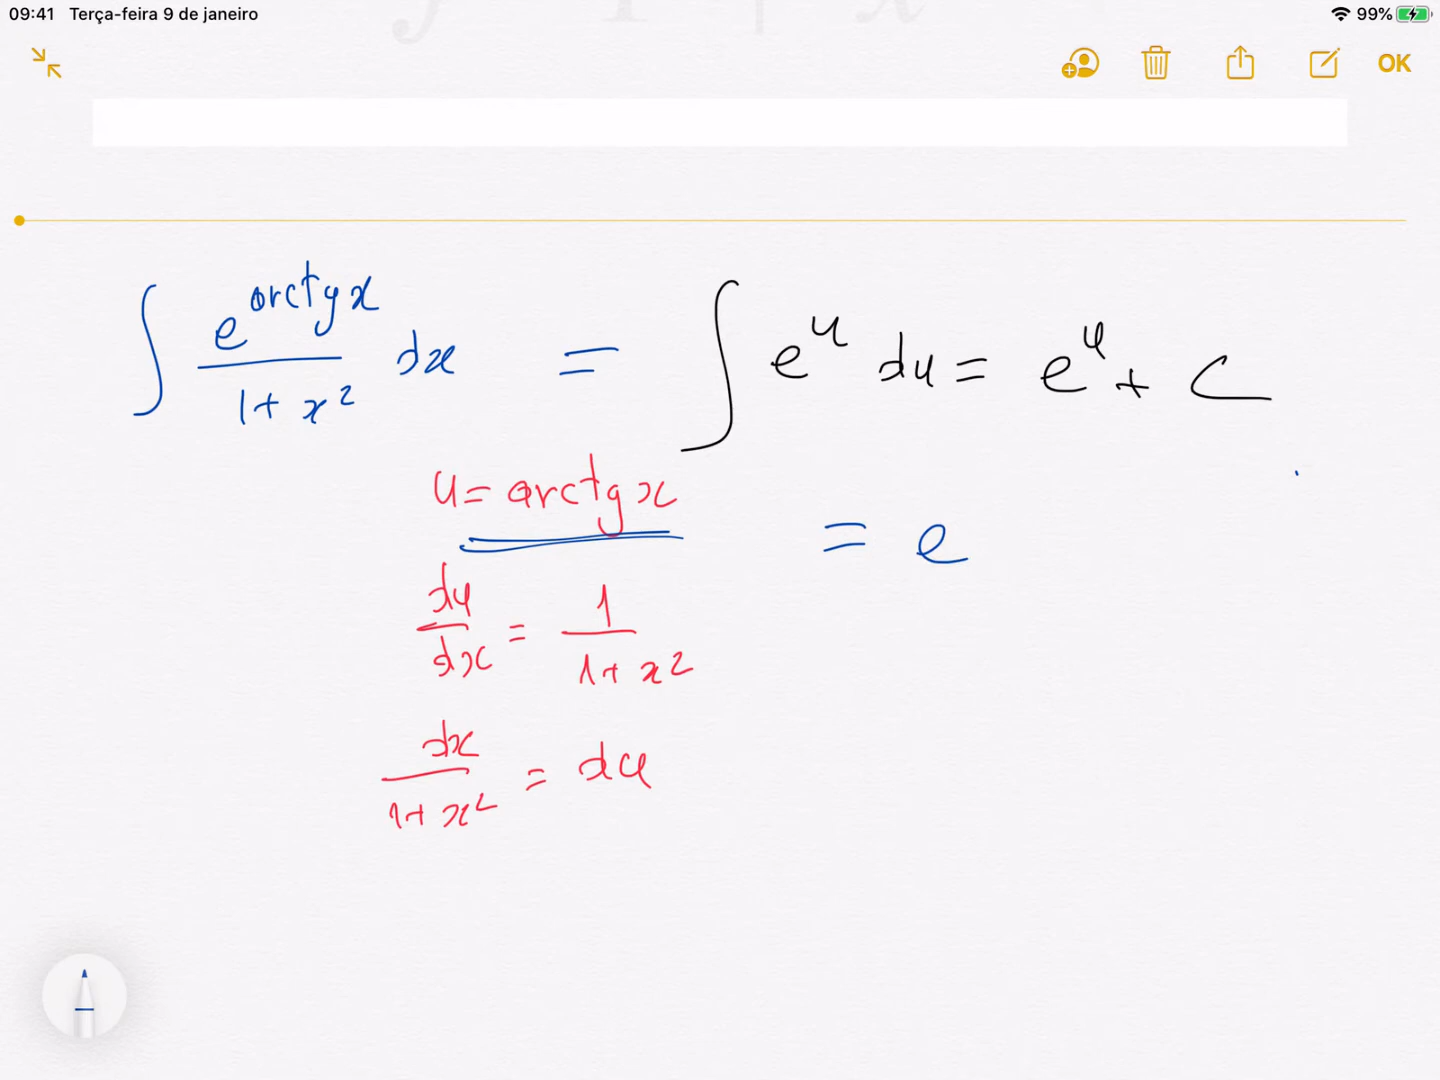 09:41 Terça-feira 9 de janeiro 99%
OK
∫ e^{arctg x} / (1 + x²) dx = ∫ e^u du = e^u + C
u = arctg x
= e
du/dx = 1 / (1 + x²)
dx / (1 + x²) = du